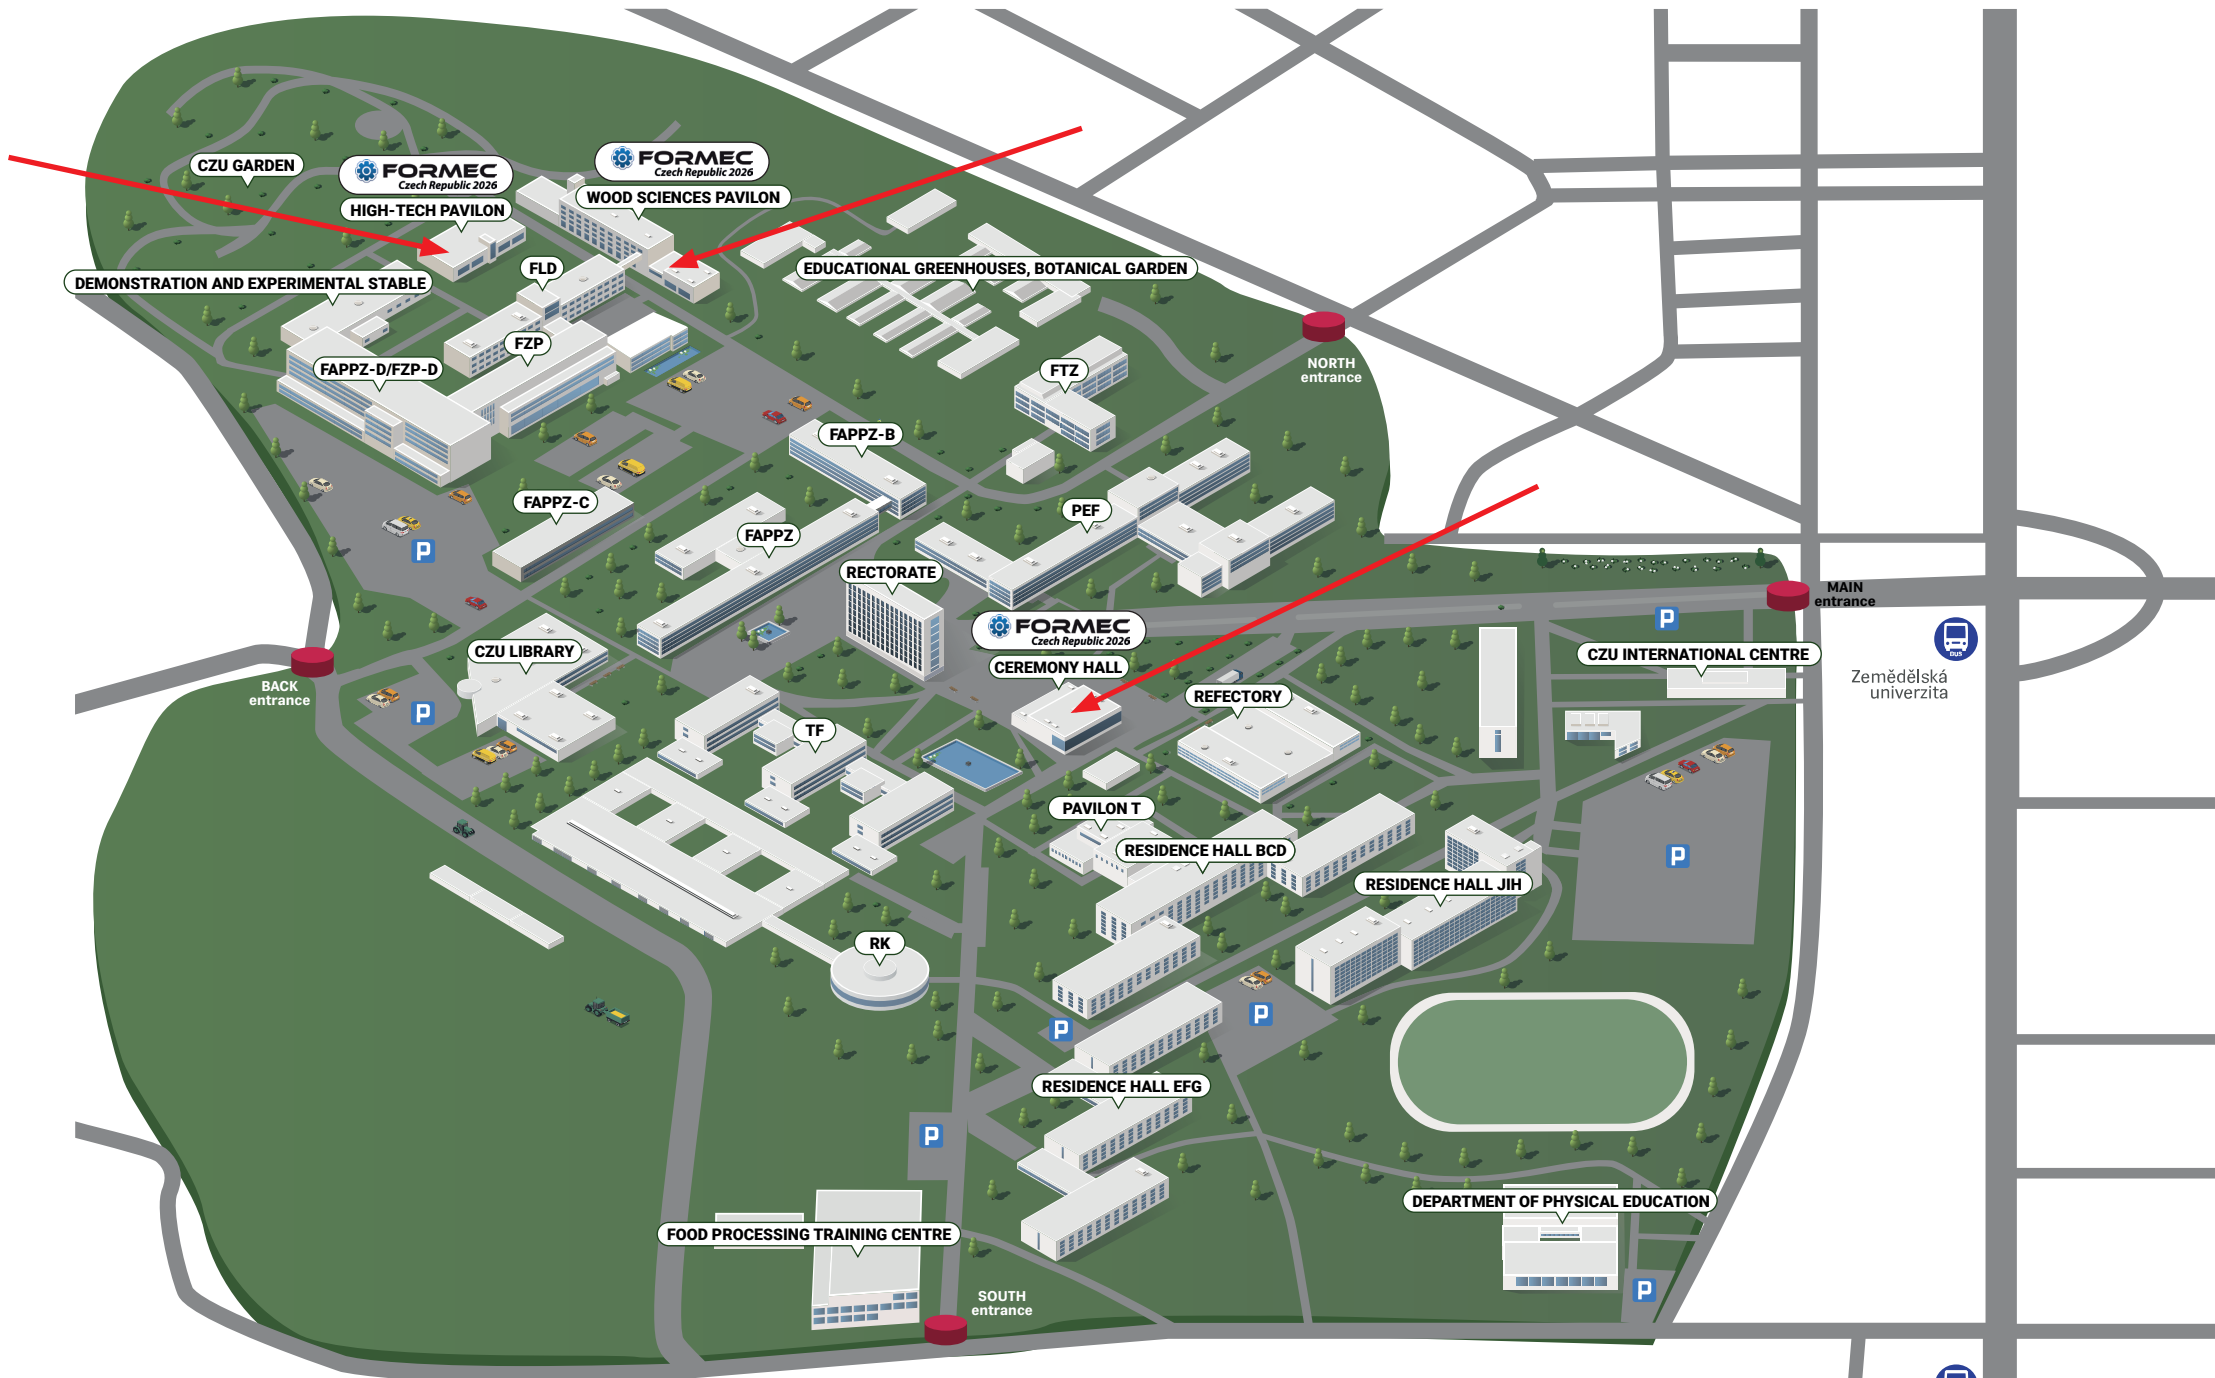 FORMEC
Czech Republic 2026
CZU GARDEN
FORMEC
Czech Republic 2026
WOOD SCIENCES PAVILON
HIGH-TECH PAVILON
FLD
EDUCATIONAL GREENHOUSES, BOTANICAL GARDEN
DEMONSTRATION AND EXPERIMENTAL STABLE
FZP
NORTH
entrance
FAPPZ-D/FZP-D
FTZ
FAPPZ-B
FAPPZ-C
PEF
FAPPZ
P
RECTORATE
MAIN
entrance
P
FORMEC
Czech Republic 2026
BUS
CZU LIBRARY
CZU INTERNATIONAL CENTRE
CEREMONY HALL
Zemědělská
univerzita
BACK
entrance
REFECTORY
P
TF
PAVILON T
RESIDENCE HALL BCD
P
RESIDENCE HALL JIH
RK
P
P
RESIDENCE HALL EFG
P
DEPARTMENT OF PHYSICAL EDUCATION
FOOD PROCESSING TRAINING CENTRE
P
SOUTH
entrance